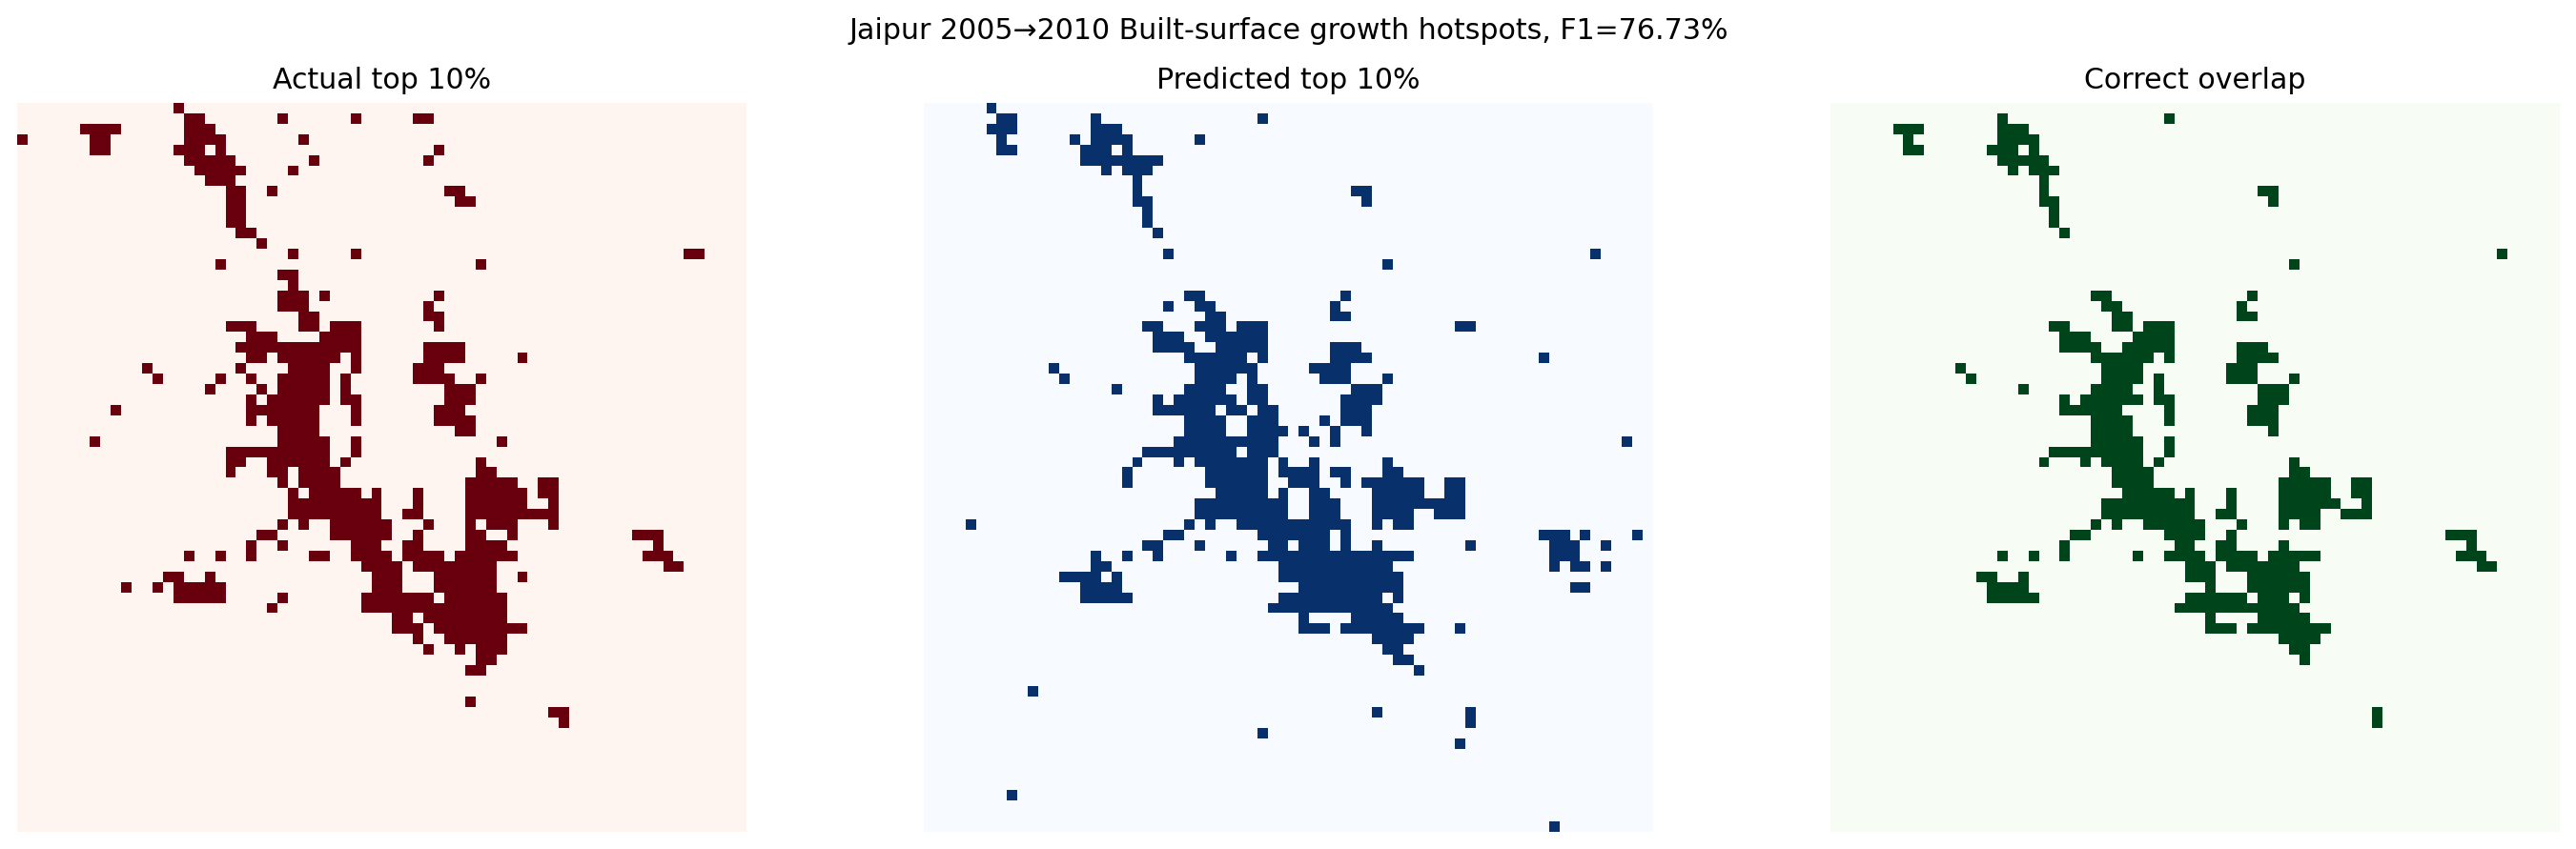 Jaipur 2005→2010 Built-surface growth hotspots, F1=76.73%
Actual top 10%
Predicted top 10%
Correct overlap